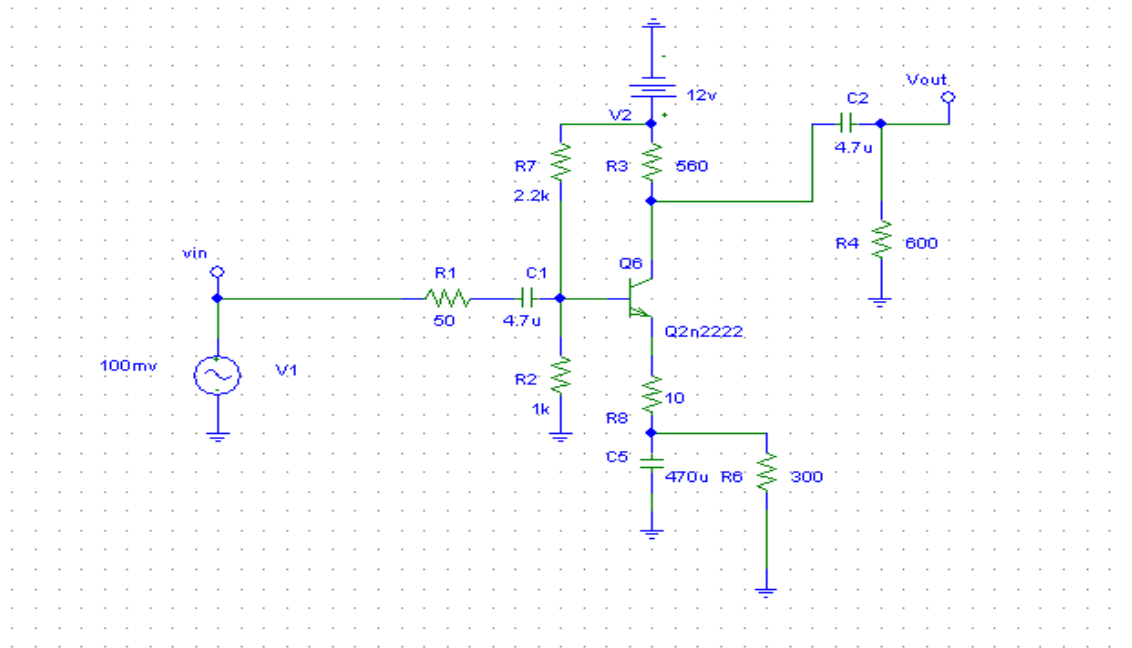 12v
V2
Vout
C2
4.7u
R7
2.2k
R3
560
R4
600
vin
R1
50
C1
4.7u
Q6
Q2n2222
100mv
V1
R2
1k
10
R8
C5
470u
R6
300
-
+
+
-